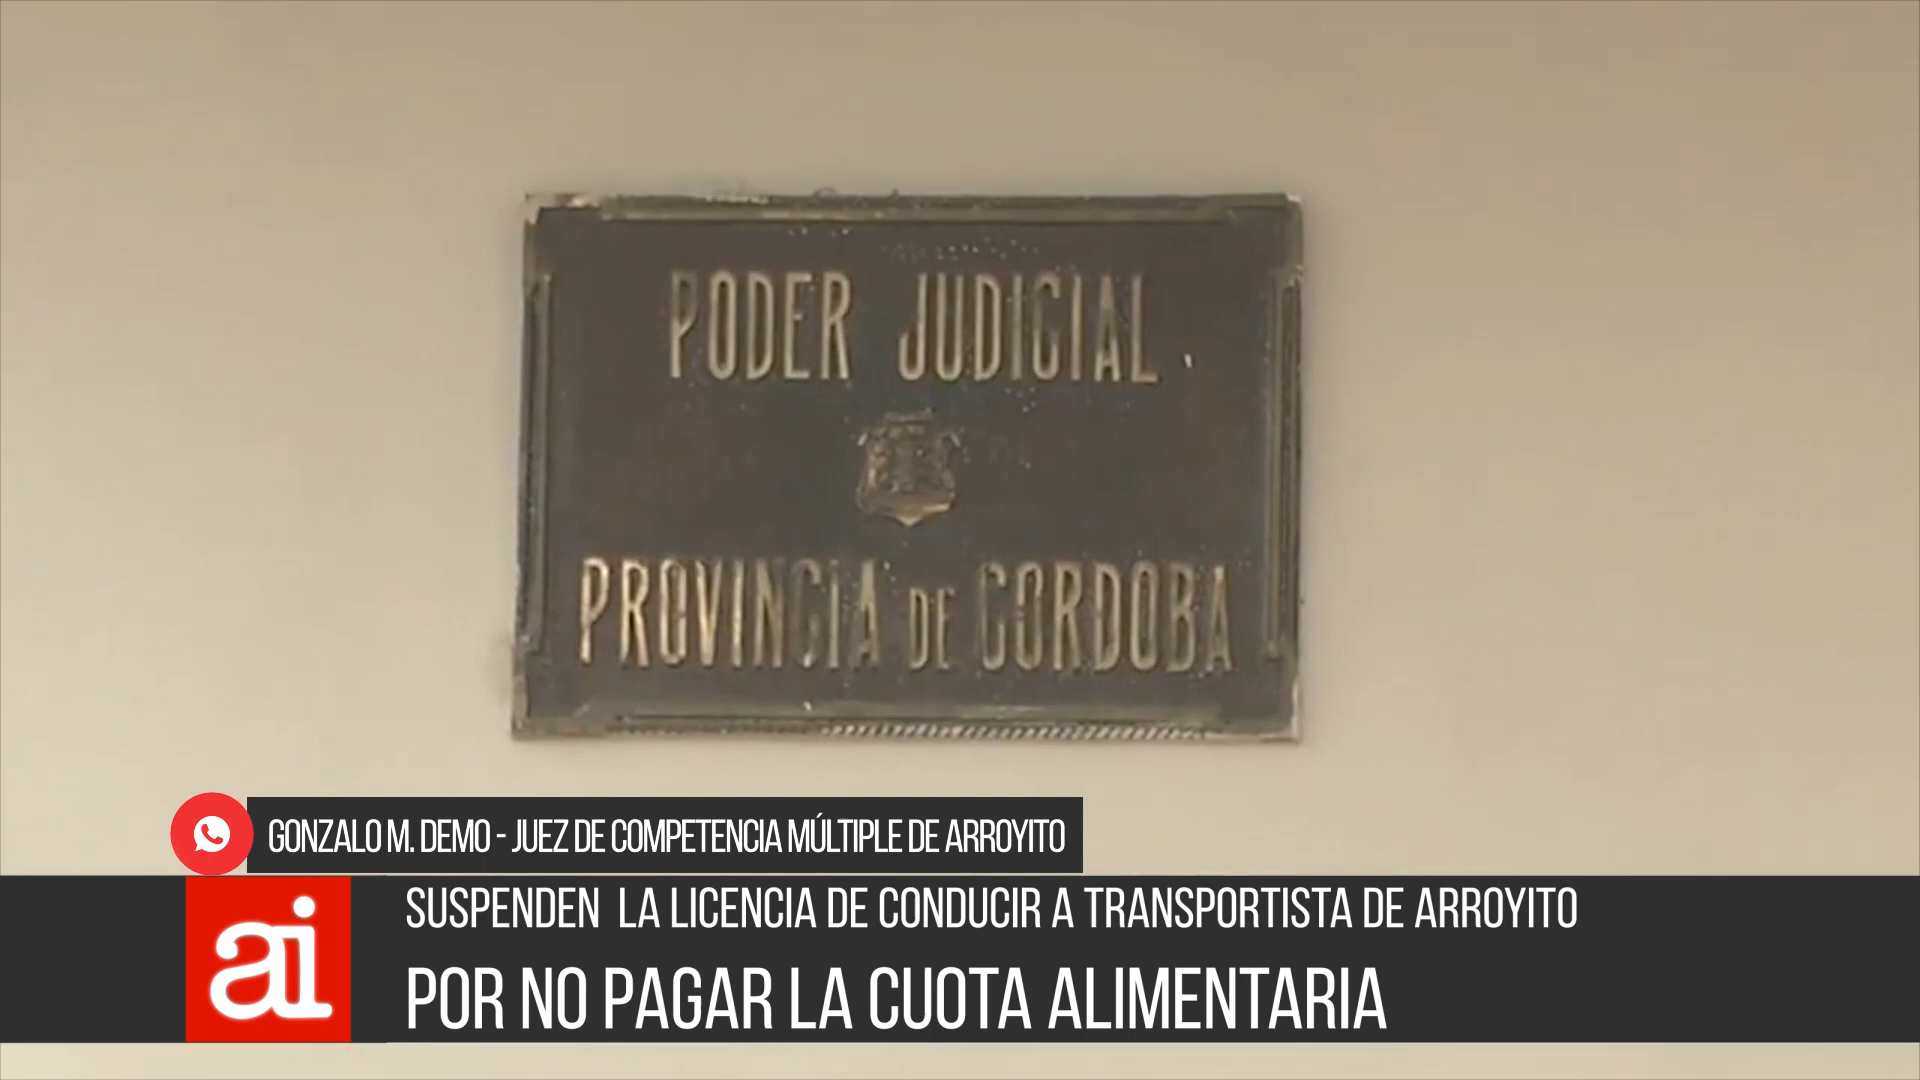 PODER JUDICIAL
PROVINCIA DE CORDOBA
GONZALO M. DEMO - JUEZ DE COMPETENCIA MÚLTIPLE DE ARROYITO
SUSPENDEN LA LICENCIA DE CONDUCIR A TRANSPORTISTA DE ARROYITO
ai
POR NO PAGAR LA CUOTA ALIMENTARIA